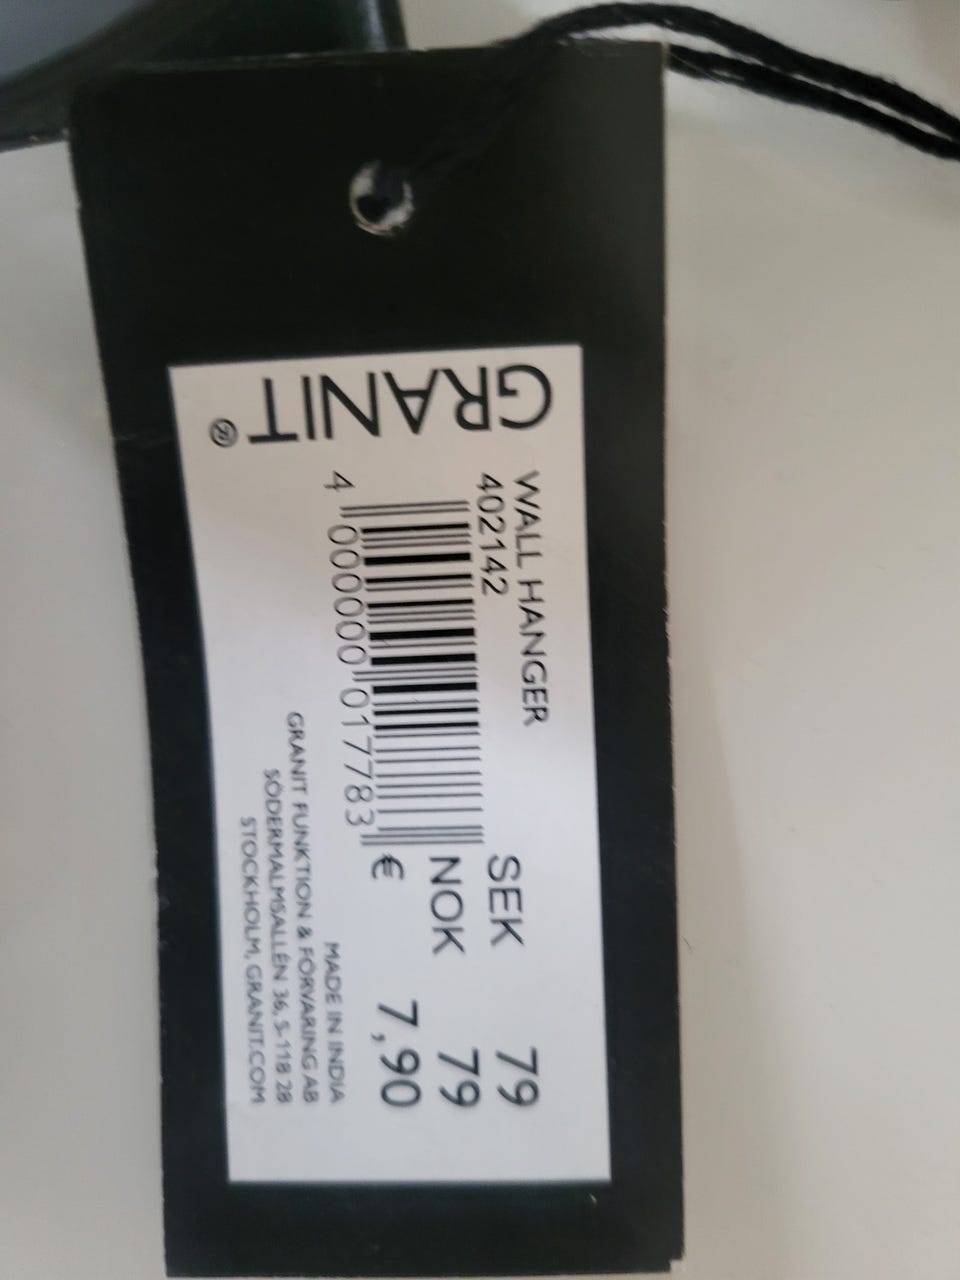 GRANIT®
WALL HANGER
402142
4 000000 017783
SEK 79
NOK 79
€ 7,90
MADE IN INDIA
GRANIT FUNKTION & FÖRVARING AB
SÖDERMALMSALLÉN 36, S-118 28
STOCKHOLM, GRANIT.COM